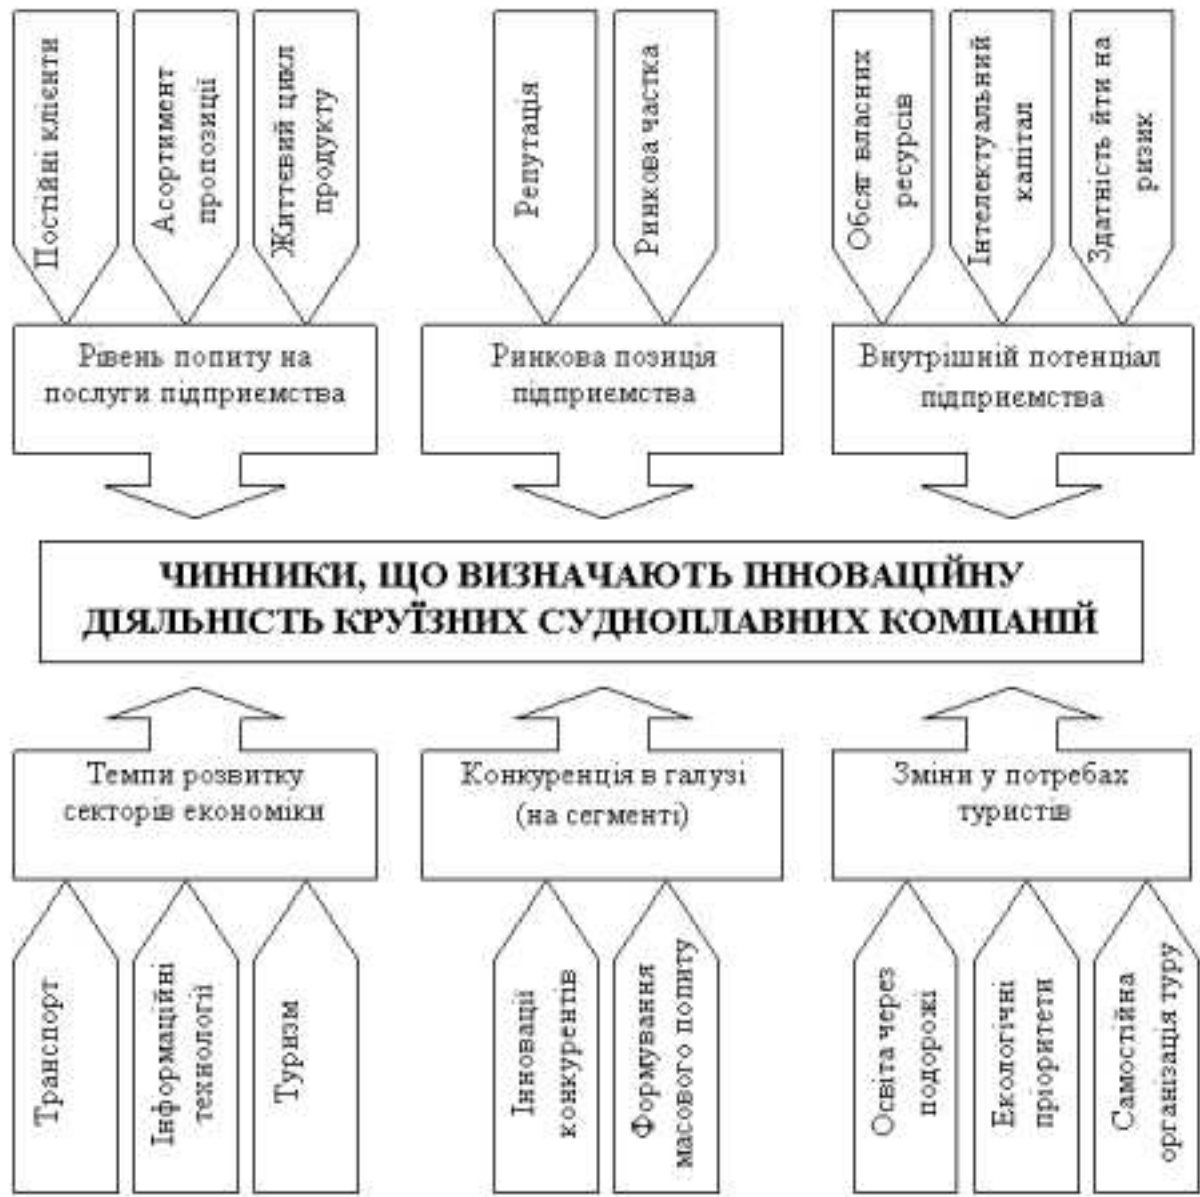 Постійні клієнти
Асортимент
пропозиції
Життєвий цикл
продукту
Репутація
Ринкова частка
Обсяг власних
ресурсів
Інтелектуальний
капітал
Здатність йти на
ризик
Рівень попиту на
послуги підприємства
Ринкова позиція
підприємства
Внутрішній потенціал
підприємства
ЧИННИКИ, ЩО ВИЗНАЧАЮТЬ ІННОВАЦІЙНУ
ДІЯЛЬНІСТЬ КРУЇЗНИХ СУДНОПЛАВНИХ КОМПАНІЙ
Темпи розвитку
секторів економіки
Конкуренція в галузі
(на сегменті)
Зміни у потребах
туристів
Транспорт
Інформаційні
технології
Туризм
Інновації
конкурентів
Формування
масового попиту
Освіта через
подорожі
Екологічні
пріоритети
Самостійна
організація туру